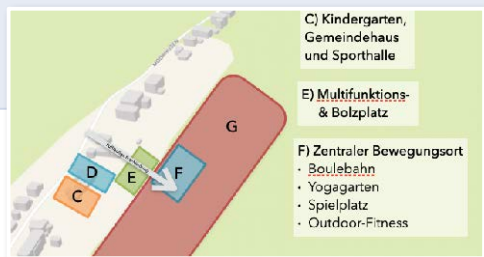 C) Kindergarten,
Gemeindehaus
und Sporthalle
E) Multifunktions-
& Bolzplatz
F) Zentraler Bewegungsort
· Boulebahn
· Yogagarten
· Spielplatz
· Outdoor-Fitness
G
F
E
D
C